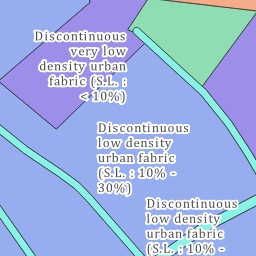 Discontinuous
very low
density urban
fabric (S.L. :
< 10%)
Discontinuous
low density
urban fabric
(S.L. : 10% -
30%)
Discontinuous
low density
urban fabric
(S.L. : 10% -